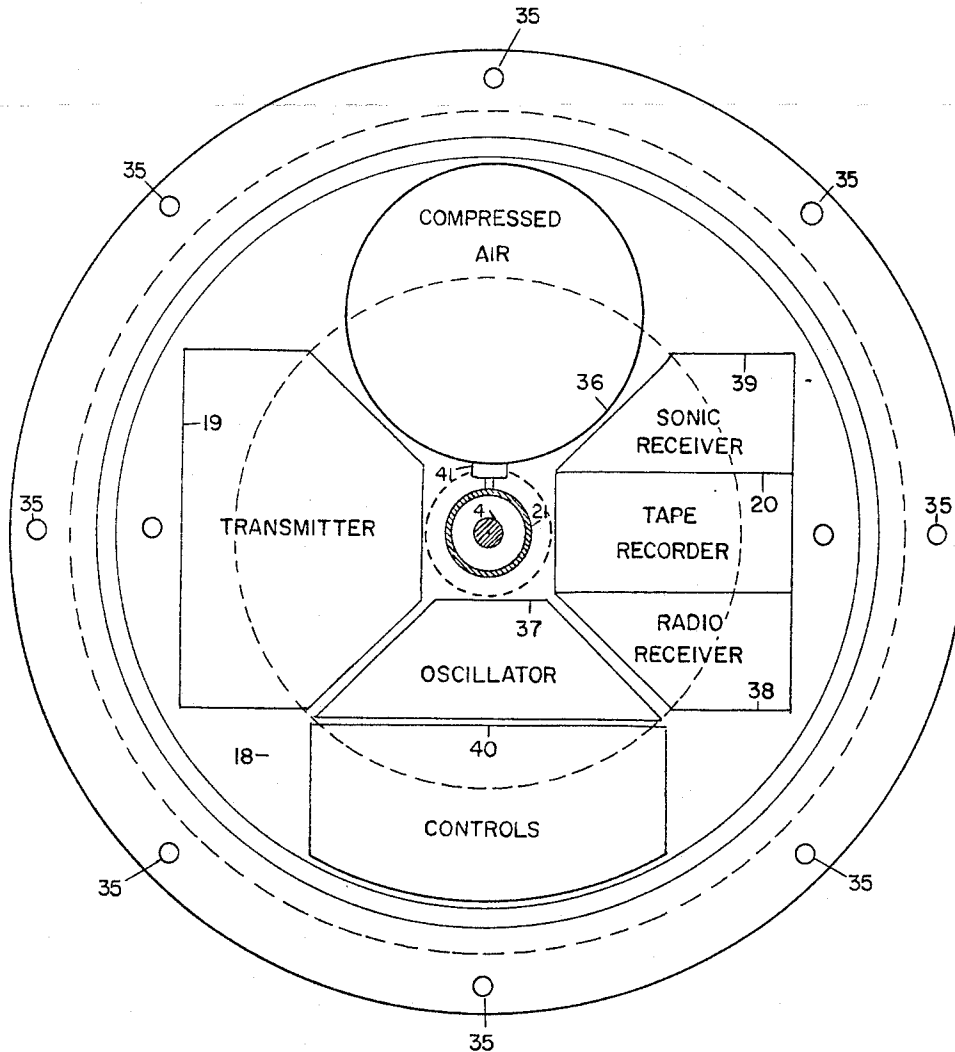 35
35
35
COMPRESSED
AIR
36
39
19
SONIC
RECEIVER
41
20
4
21
35
TRANSMITTER
TAPE
RECORDER
35
37
RADIO
RECEIVER
OSCILLATOR
38
18
40
CONTROLS
35
35
35